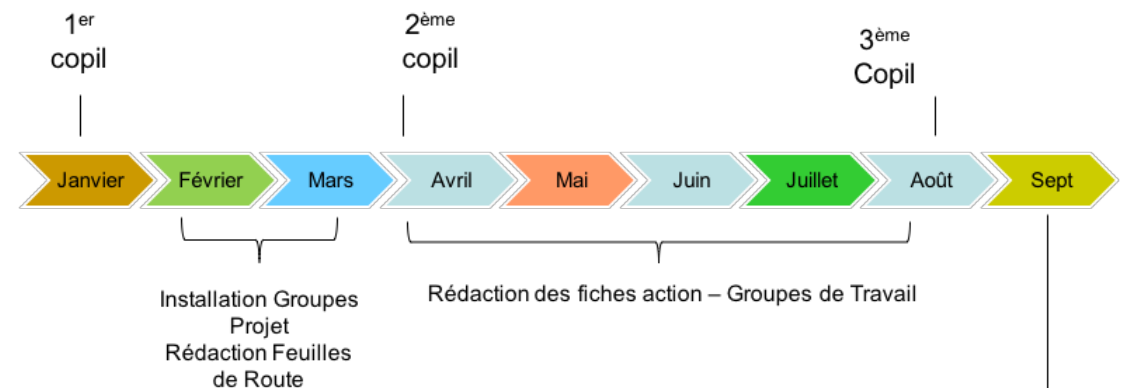 1er
copil
2ème
copil
3ème
Copil
Janvier
Février
Mars
Avril
Mai
Juin
Juillet
Août
Sept
Installation Groupes
Projet
Rédaction Feuilles
de Route
Rédaction des fiches action – Groupes de Travail